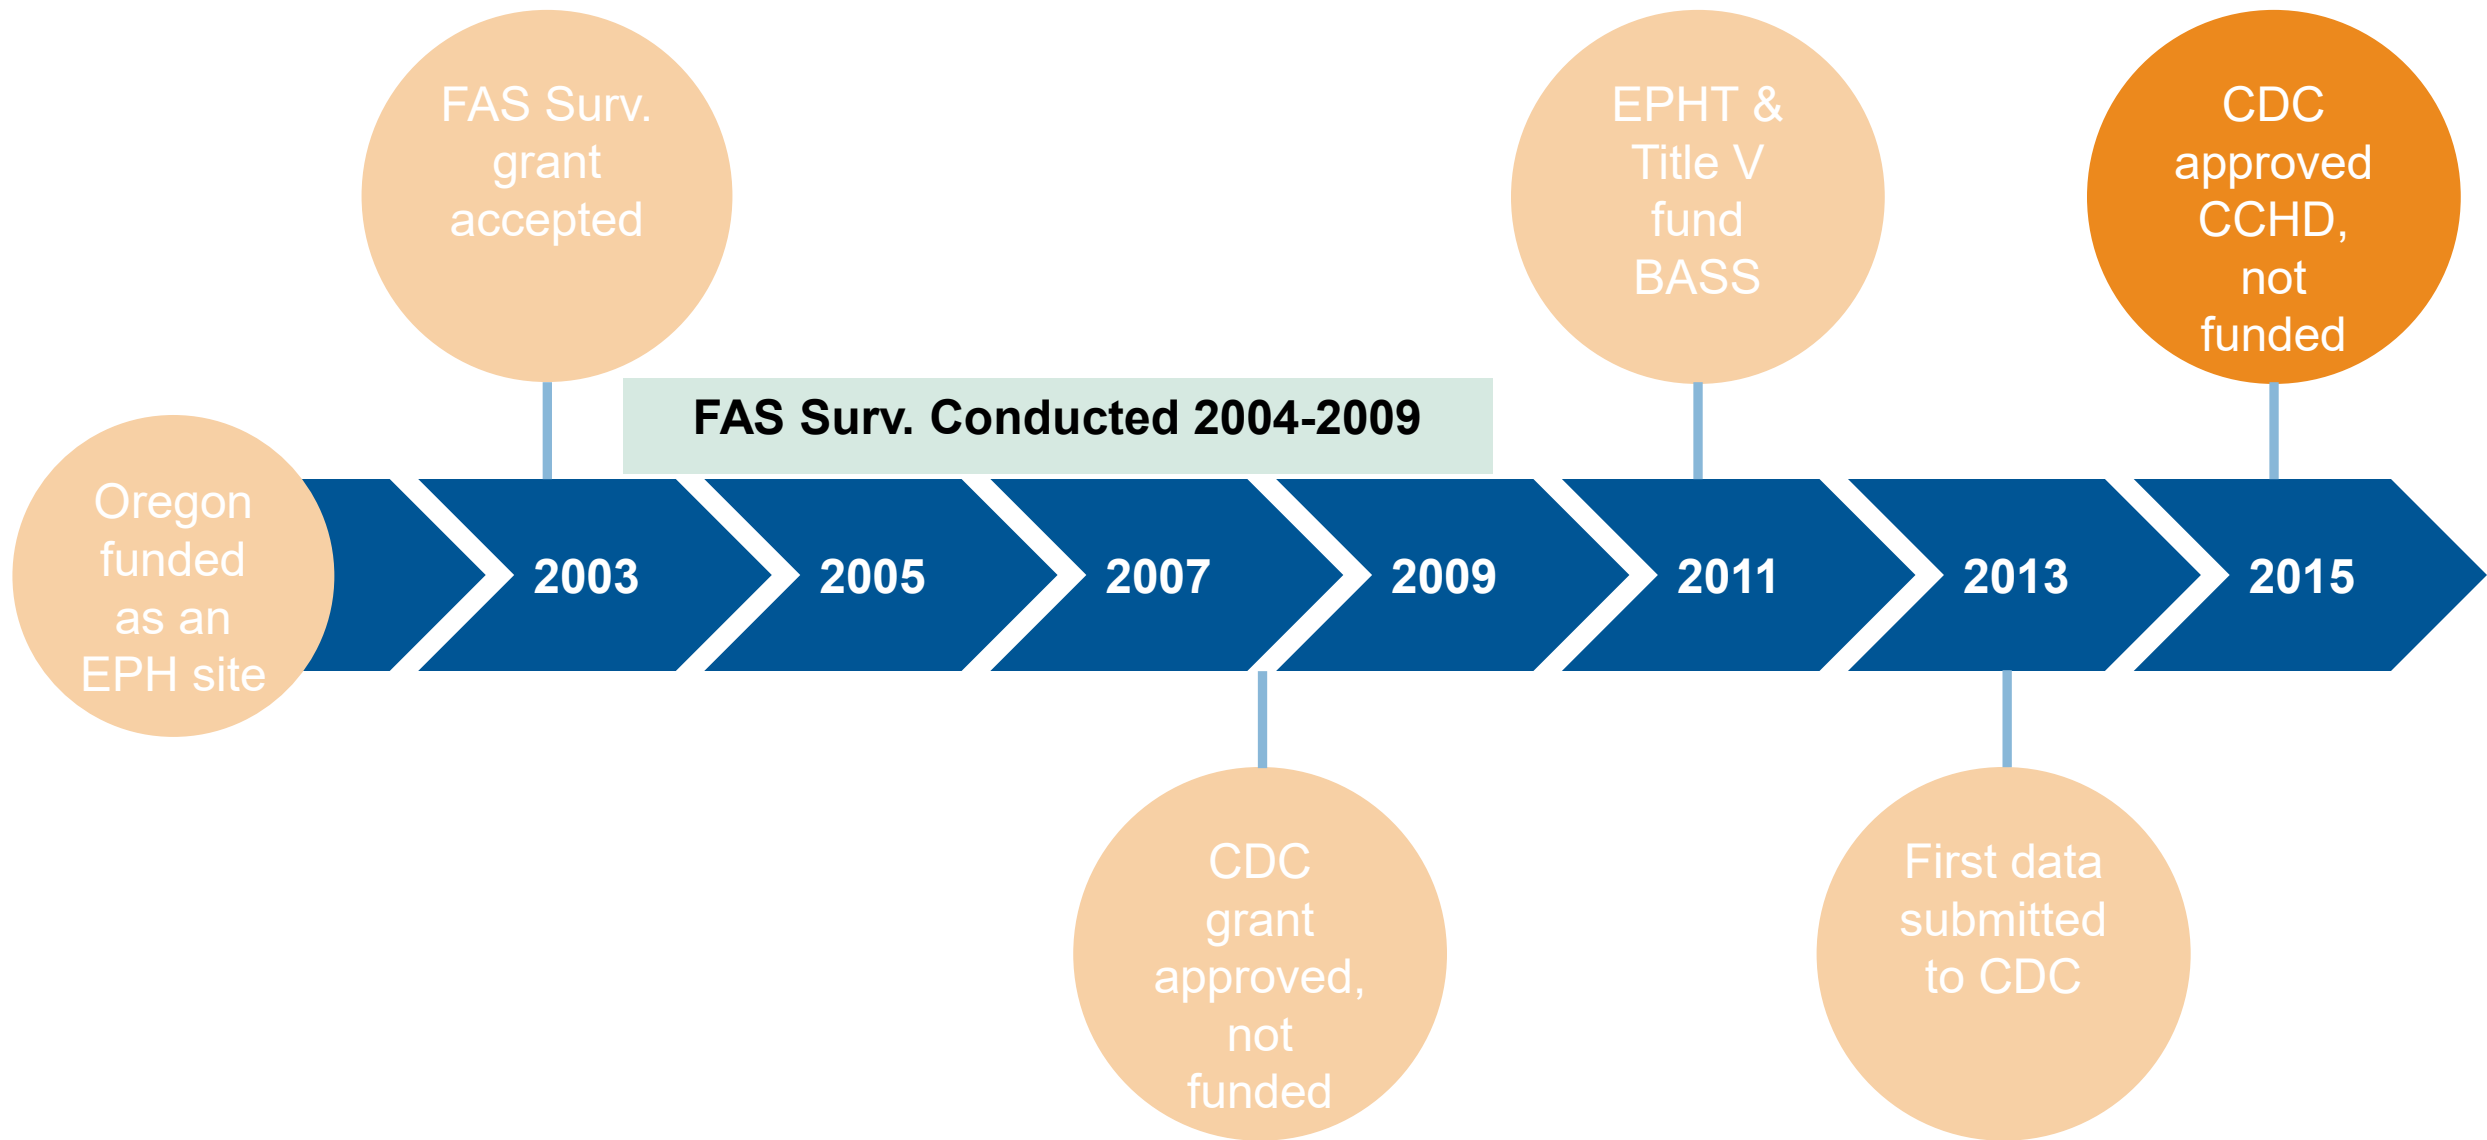 FAS Surv.
grant
accepted
EPHT &
Title V
fund
BASS
CDC
approved
CCHD,
not
funded
FAS Surv. Conducted 2004-2009
Oregon
funded
as an
EPH site
2003
2005
2007
2009
2011
2013
2015
CDC
grant
approved,
not
funded
First data
submitted
to CDC